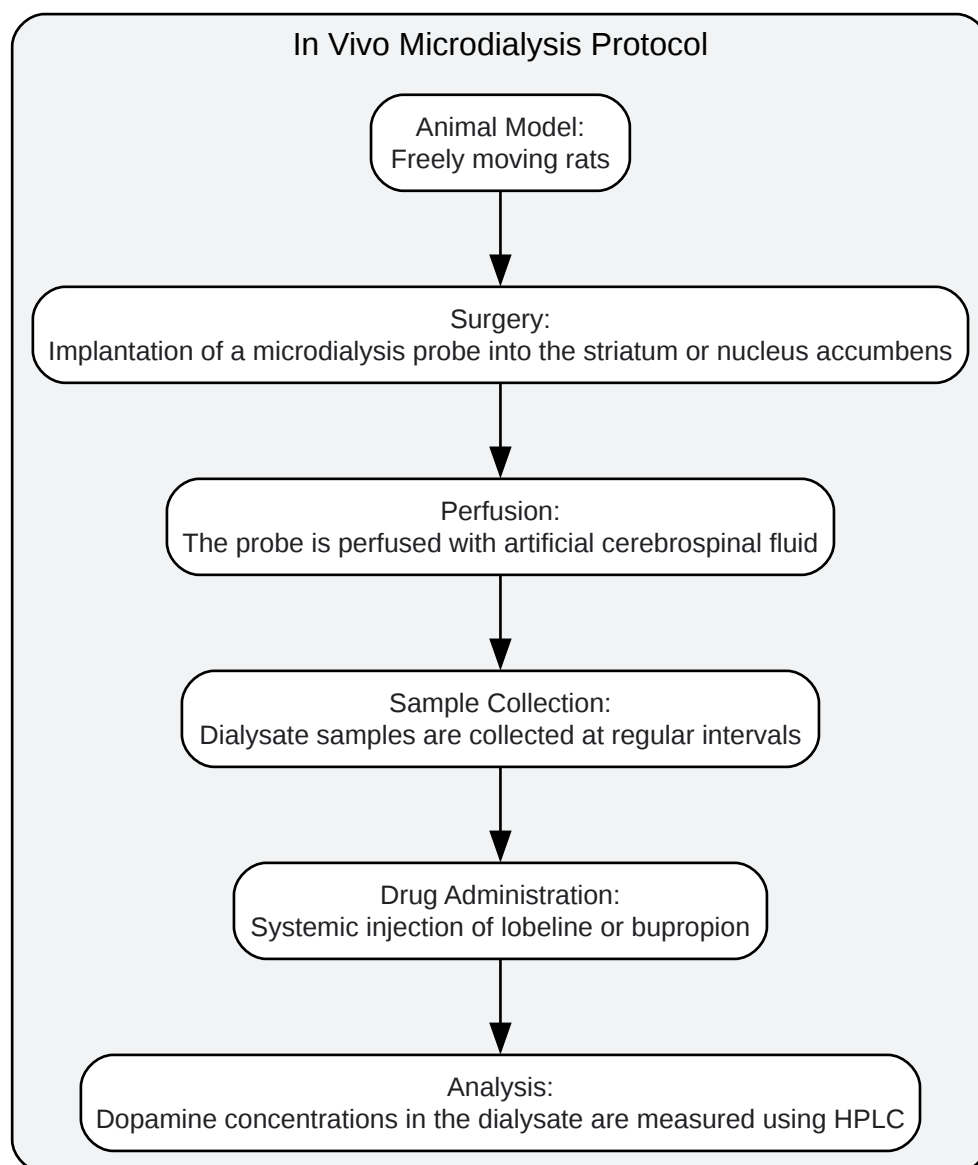 In Vivo Microdialysis Protocol
Animal Model:
Freely moving rats
Surgery:
Implantation of a microdialysis probe into the striatum or nucleus accumbens
Perfusion:
The probe is perfused with artificial cerebrospinal fluid
Sample Collection:
Dialysate samples are collected at regular intervals
Drug Administration:
Systemic injection of lobeline or bupropion
Analysis:
Dopamine concentrations in the dialysate are measured using HPLC